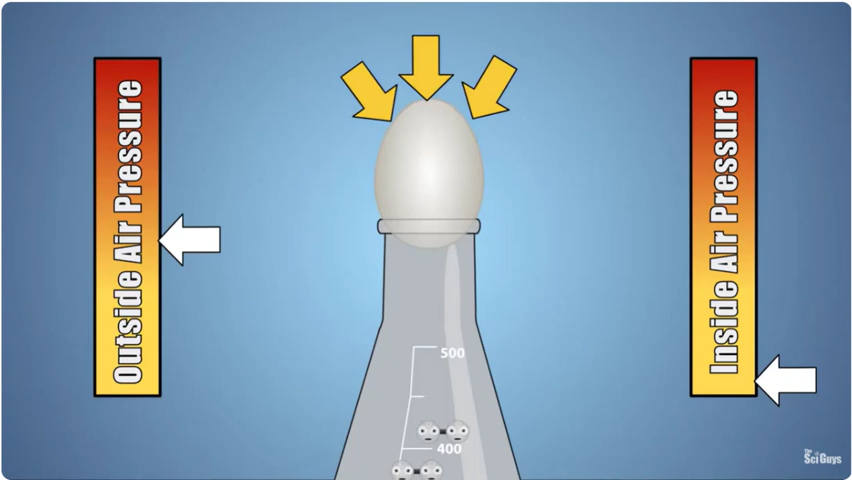 Outside Air Pressure
Inside Air Pressure
500
400
The
Sci Guys